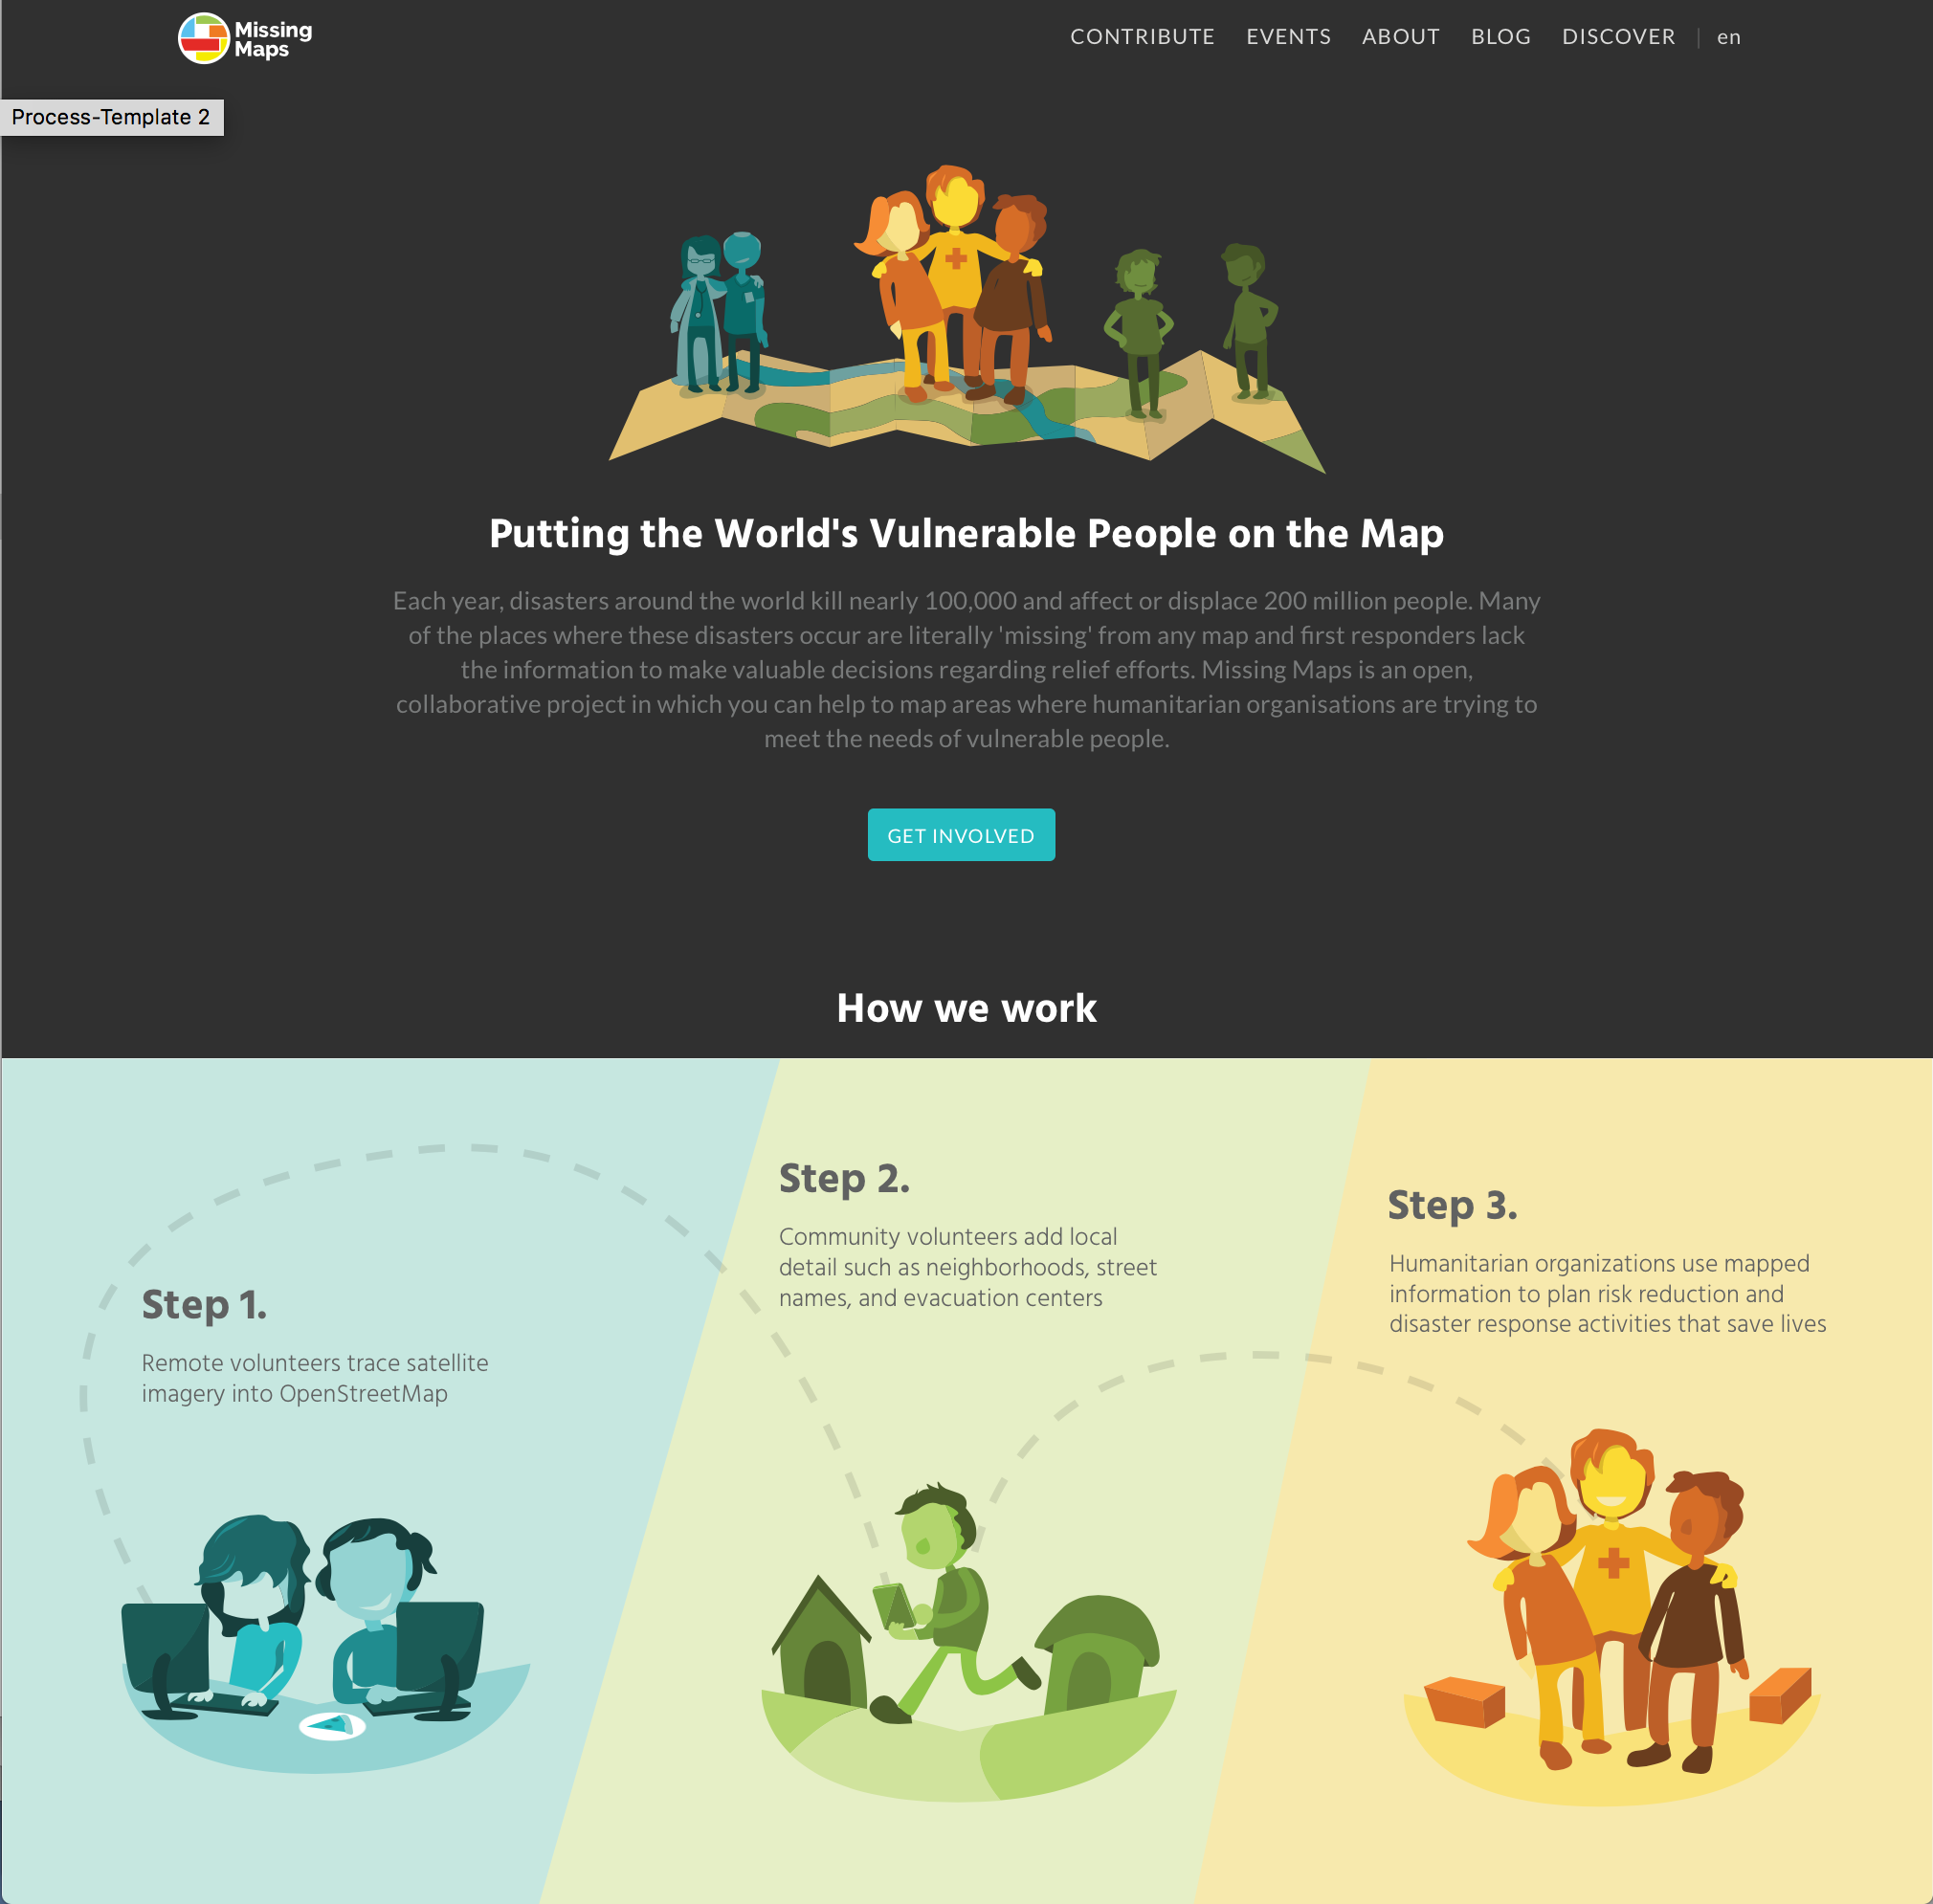 Missing
Maps
CONTRIBUTE EVENTS ABOUT BLOG DISCOVER | en
Process-Template 2
Putting the World's Vulnerable People on the Map
Each year, disasters around the world kill nearly 100,000 and affect or displace 200 million people. Many
of the places where these disasters occur are literally 'missing' from any map and first responders lack
the information to make valuable decisions regarding relief efforts. Missing Maps is an open,
collaborative project in which you can help to map areas where humanitarian organisations are trying to
meet the needs of vulnerable people.
GET INVOLVED
How we work
Step 1.
Remote volunteers trace satellite
imagery into OpenStreetMap
Step 2.
Community volunteers add local
detail such as neighborhoods, street
names, and evacuation centers
Step 3.
Humanitarian organizations use mapped
information to plan risk reduction and
disaster response activities that save lives